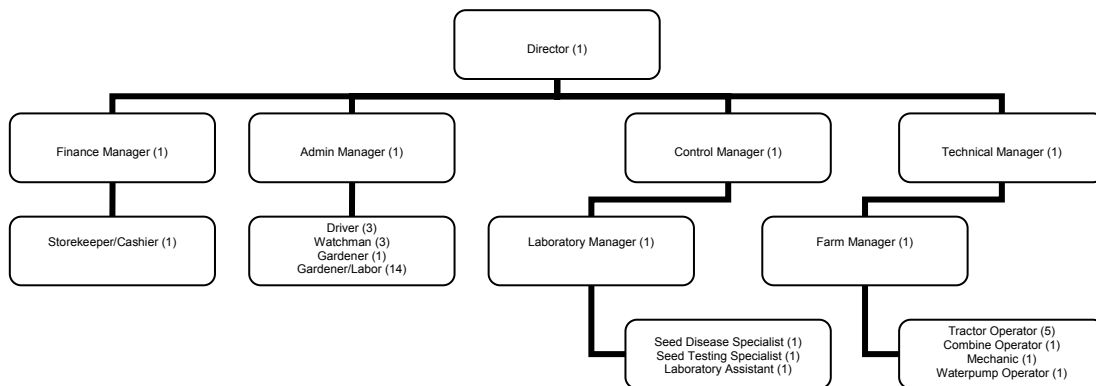 Director (1)
Finance Manager (1)
Admin Manager (1)
Control Manager (1)
Technical Manager (1)
Storekeeper/Cashier (1)
Driver (3)
Watchman (3)
Gardener (1)
Gardener/Labor (14)
Laboratory Manager (1)
Farm Manager (1)
Seed Disease Specialist (1)
Seed Testing Specialist (1)
Laboratory Assistant (1)
Tractor Operator (5)
Combine Operator (1)
Mechanic (1)
Waterpump Operator (1)